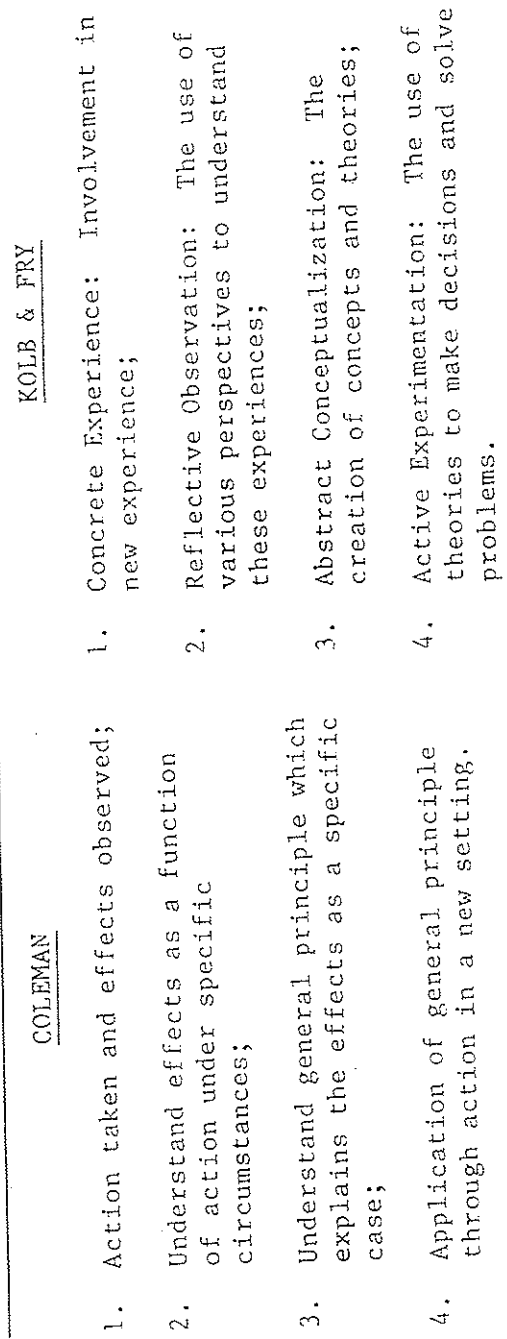 COLEMAN
1. Action taken and effects observed;
2. Understand effects as a function
of action under specific
circumstances;
3. Understand general principle which
explains the effects as a specific
case;
4. Application of general principle
through action in a new setting.
KOLB & FRY
1. Concrete Experience: Involvement in
new experience;
2. Reflective Observation: The use of
various perspectives to understand
these experiences;
3. Abstract Conceptualization: The
creation of concepts and theories;
4. Active Experimentation: The use of
theories to make decisions and solve
problems.